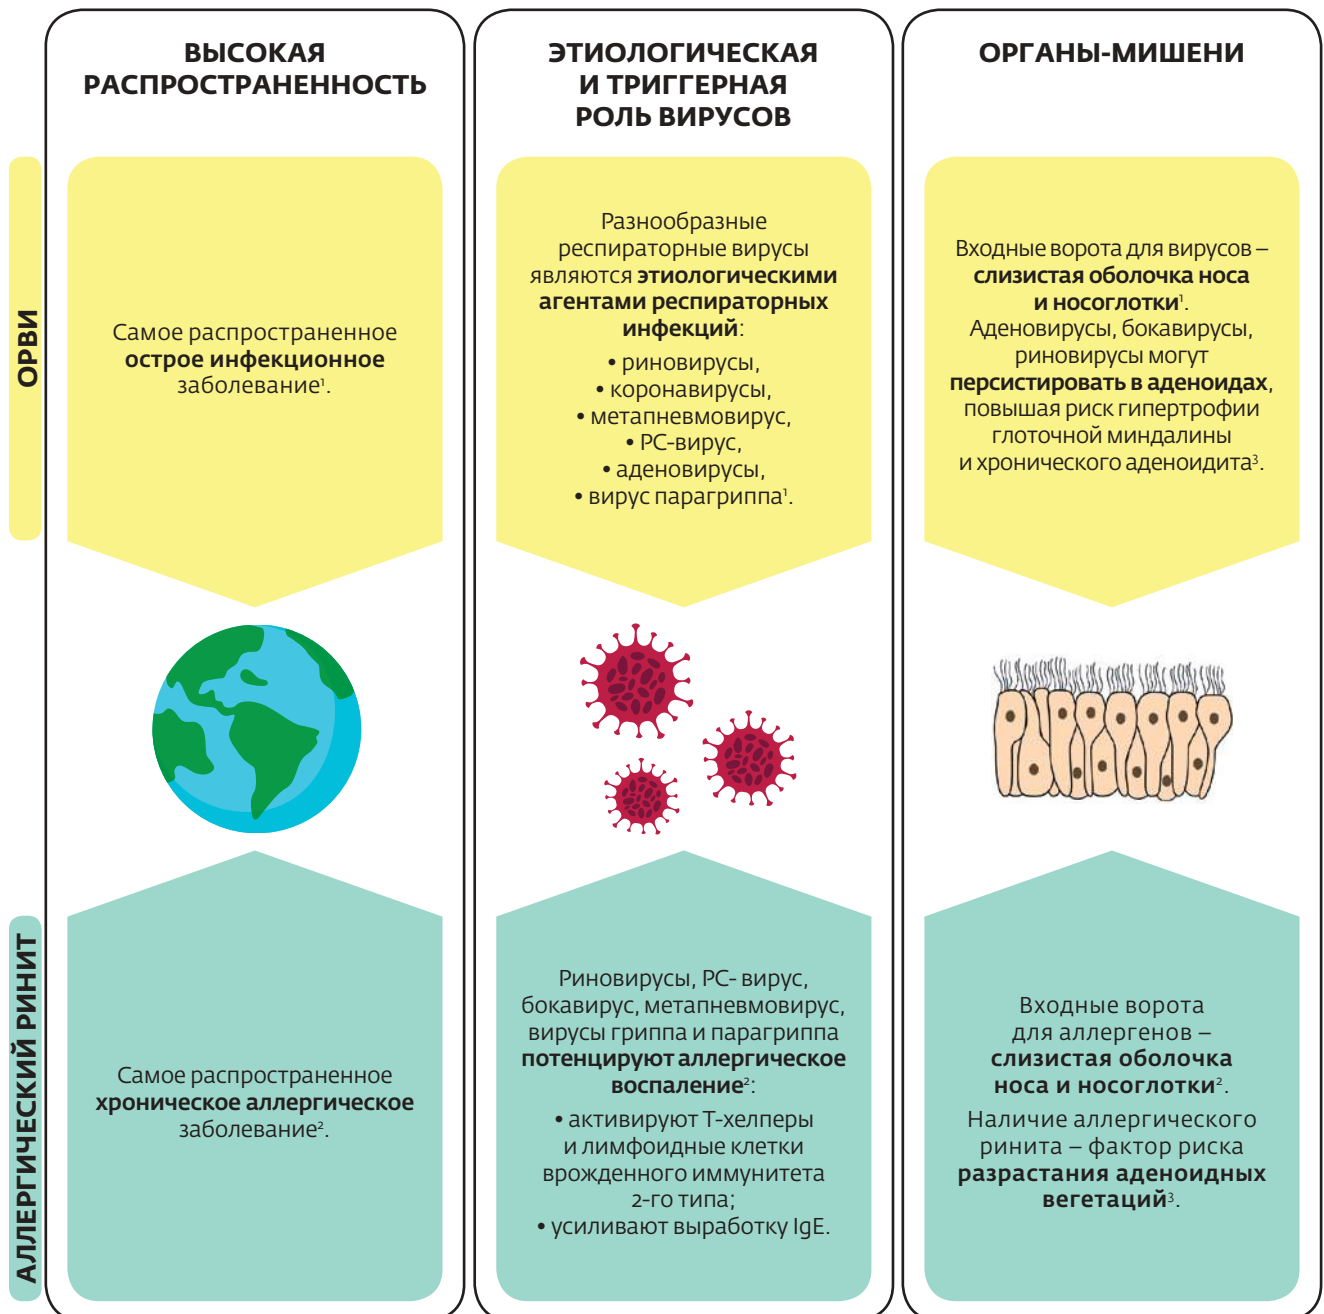 ВЫСОКАЯ
РАСПРОСТРАНЕННОСТЬ
ЭТИОЛОГИЧЕСКАЯ
И ТРИГГЕРНАЯ
РОЛЬ ВИРУСОВ
ОРГАНЫ-МИШЕНИ
ОРВИ
Самое распространенное
острое инфекционное
заболевание¹.
Разнообразные
респираторные вирусы
являются этиологическими
агентами респираторных
инфекций:
• риновирусы,
• коронавирусы,
• метапневмовирус,
• РС-вирус,
• аденовирусы,
• вирус парагриппа¹.
Входные ворота для вирусов –
слизистая оболочка носа
и носоглотки¹.
Аденовирусы, бокавирусы,
риновирусы могут
персистировать в аденоидах,
повышая риск гипертрофии
глоточной миндалины
и хронического аденоидита³.
АЛЛЕРГИЧЕСКИЙ РИНИТ
Самое распространенное
хроническое аллергическое
заболевание².
Риновирусы, РС- вирус,
бокавирус, метапневмовирус,
вирусы гриппа и парагриппа
потенцируют аллергическое
воспаление²:
• активируют Т-хелперы
и лимфоидные клетки
врожденного иммунитета
2-го типа;
• усиливают выработку IgE.
Входные ворота
для аллергенов –
слизистая оболочка
носа и носоглотки².
Наличие аллергического
ринита – фактор риска
разрастания аденоидных
вегетаций³.